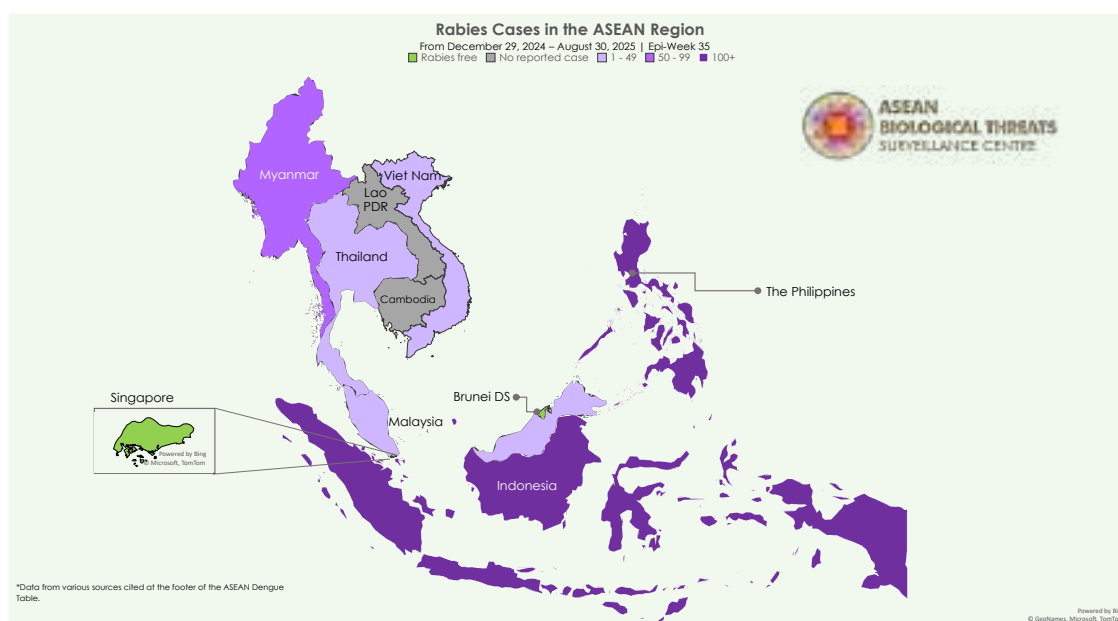 Rabies Cases in the ASEAN Region
From December 29, 2024 – August 30, 2025 | Epi-Week 35
Rabies free No reported case 1 - 49 50 - 99 100+
ASEAN
BIOLOGICAL THREATS
SURVEILLANCE CENTRE
Myanmar
Viet Nam
Lao
PDR
Thailand
Cambodia
The Philippines
Singapore
Powered by Bing
© Microsoft, TomTom
Brunei DS
Malaysia
Indonesia
*Data from various sources cited at the footer of the ASEAN Dengue
Table.
Powered by Bi
© GeoNames, Microsoft, TomTo